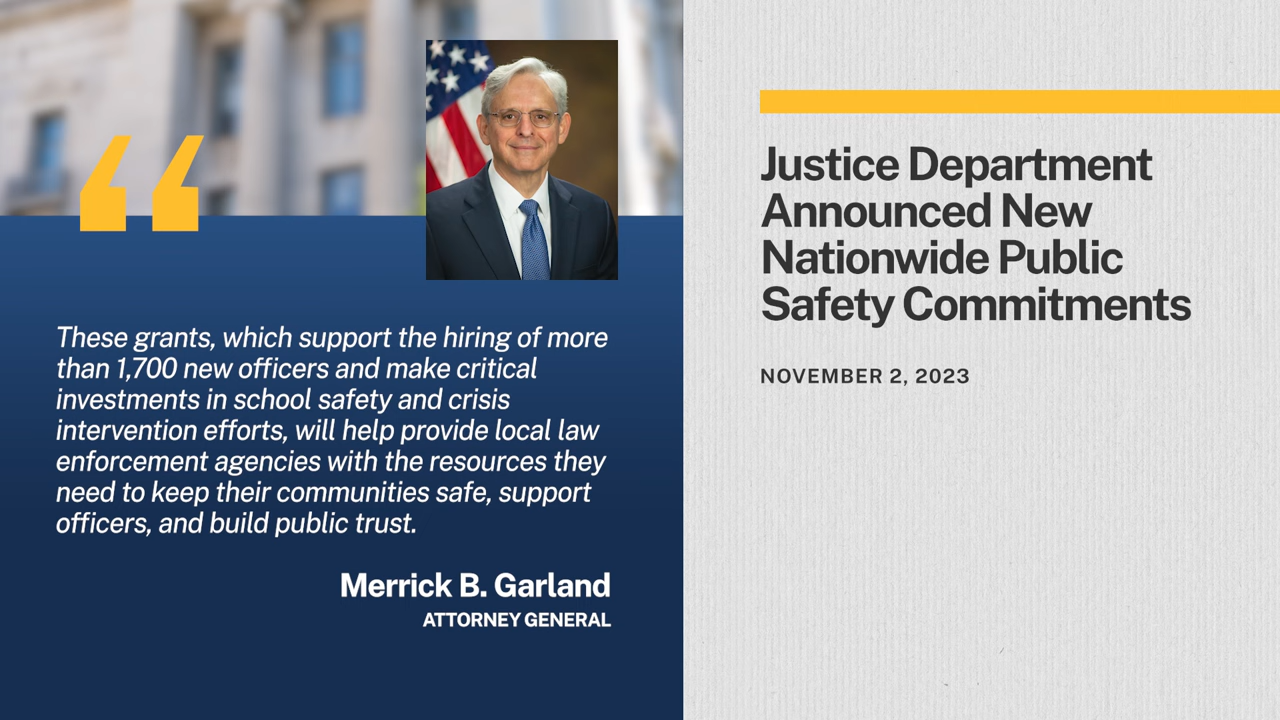 “
These grants, which support the hiring of more
than 1,700 new officers and make critical
investments in school safety and crisis
intervention efforts, will help provide local law
enforcement agencies with the resources they
need to keep their communities safe, support
officers, and build public trust.
Merrick B. Garland
ATTORNEY GENERAL
Justice Department
Announced New
Nationwide Public
Safety Commitments
NOVEMBER 2, 2023